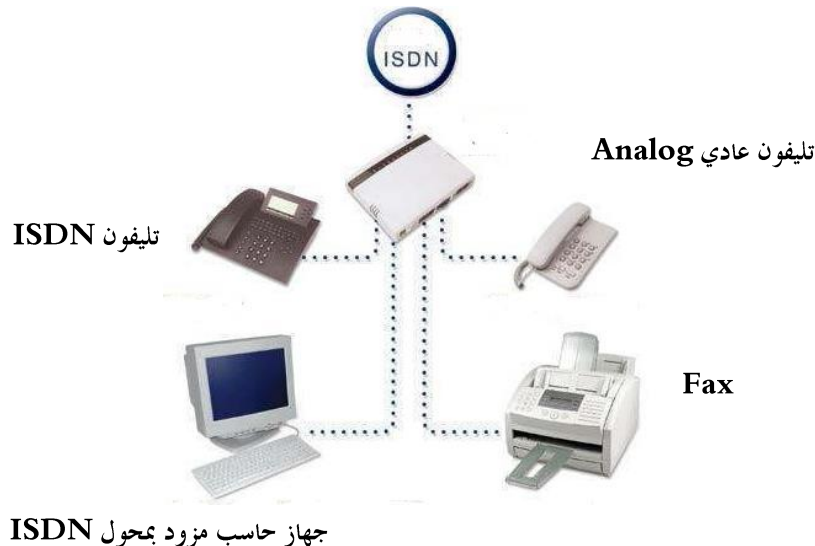 ISDN
تليفون عادي Analog
تليفون ISDN
Fax
جهاز حاسب مزود بمحول ISDN